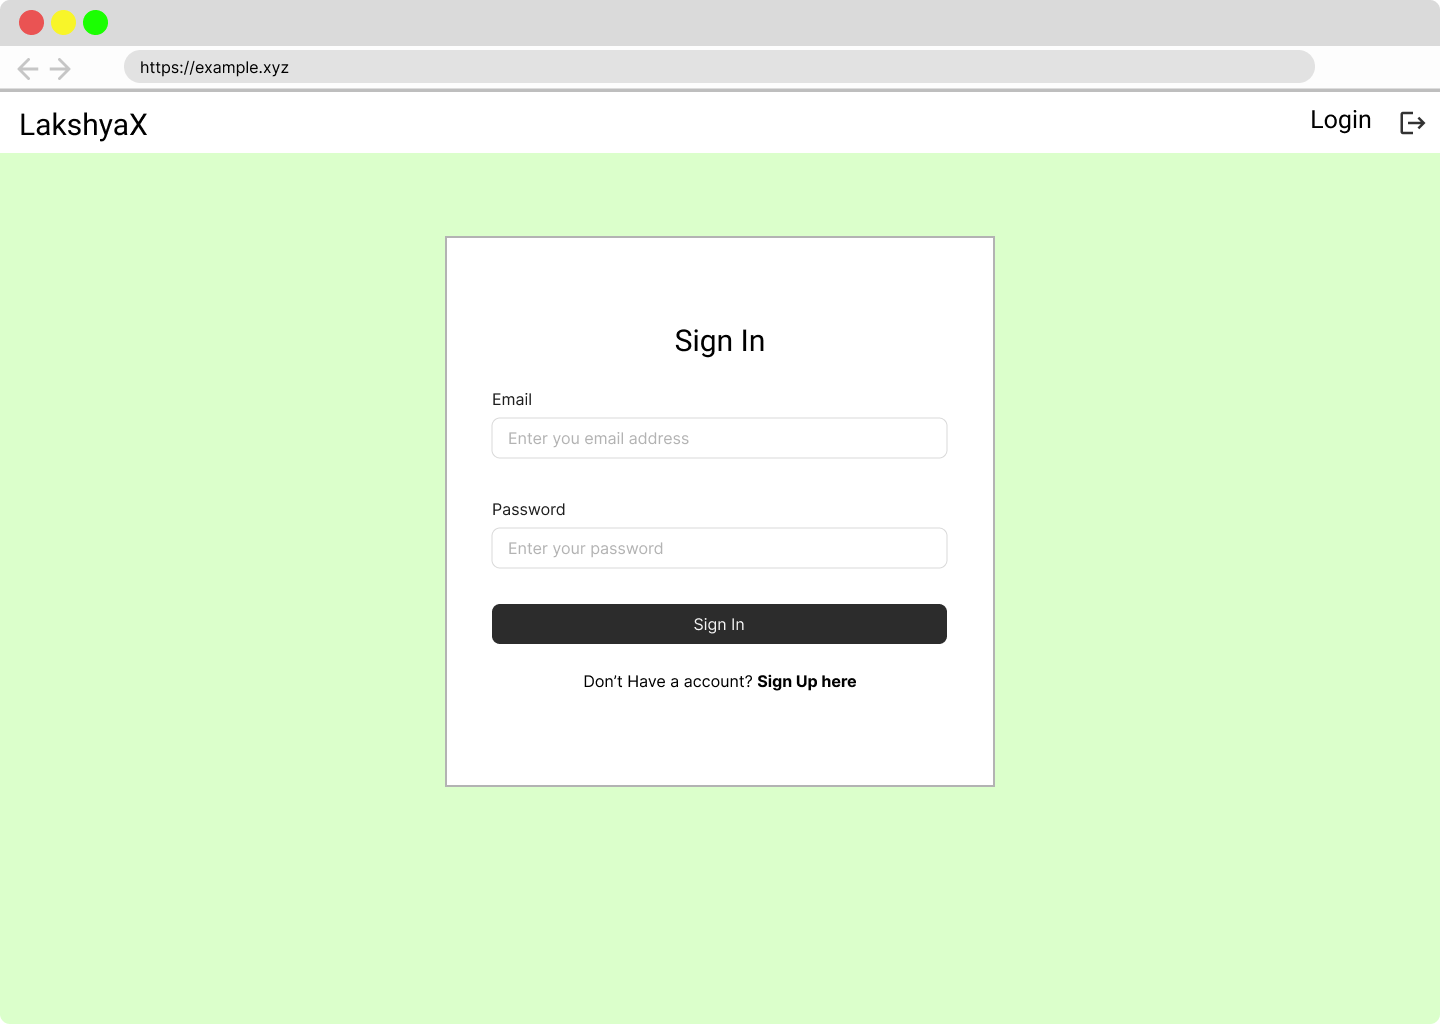 https://example.xyz
LakshyaX
Login
Sign In
Email
Enter you email address
Password
Enter your password
Sign In
Don’t Have a account? Sign Up here